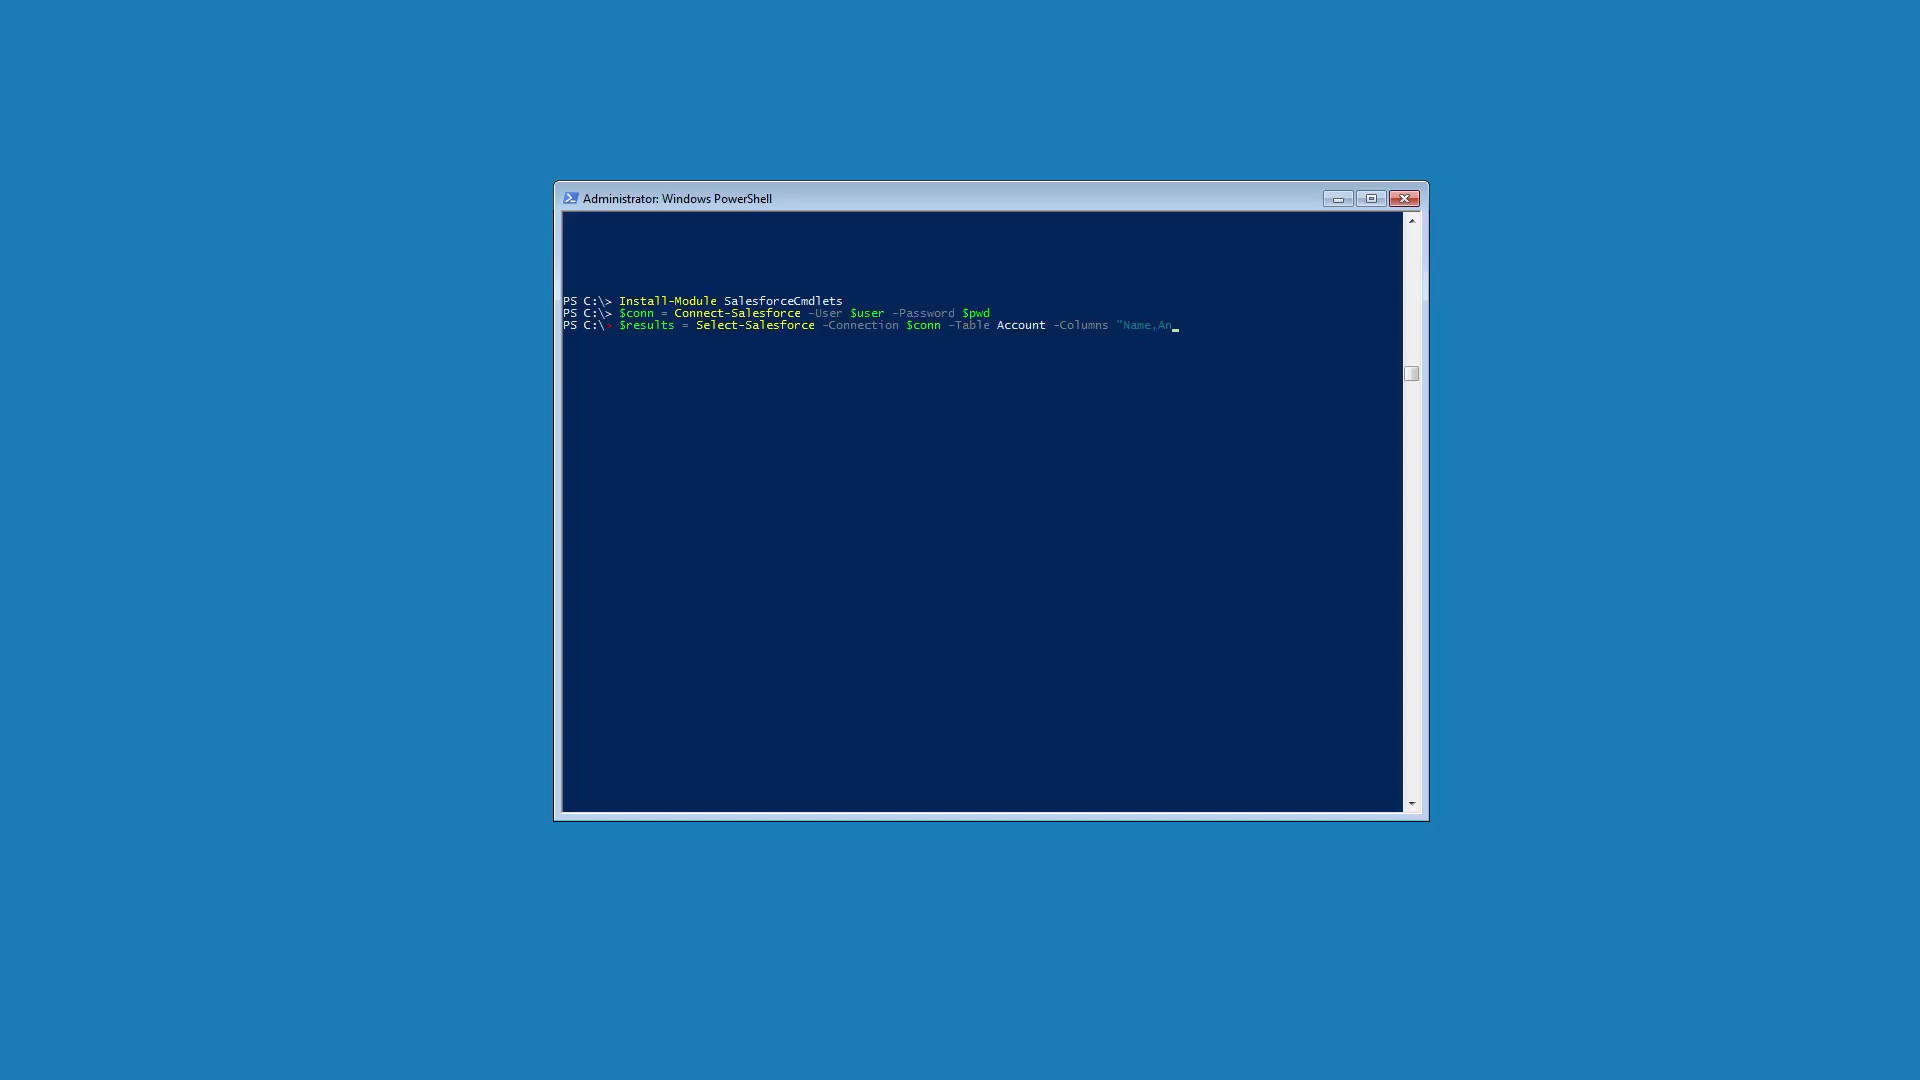 Administrator: Windows PowerShell
PS C:\> Install-Module SalesforceCmdlets
PS C:\> $conn = Connect-Salesforce -User $user -Password $pwd
PS C:\> $results = Select-Salesforce -Connection $conn -Table Account -Columns "Name,An